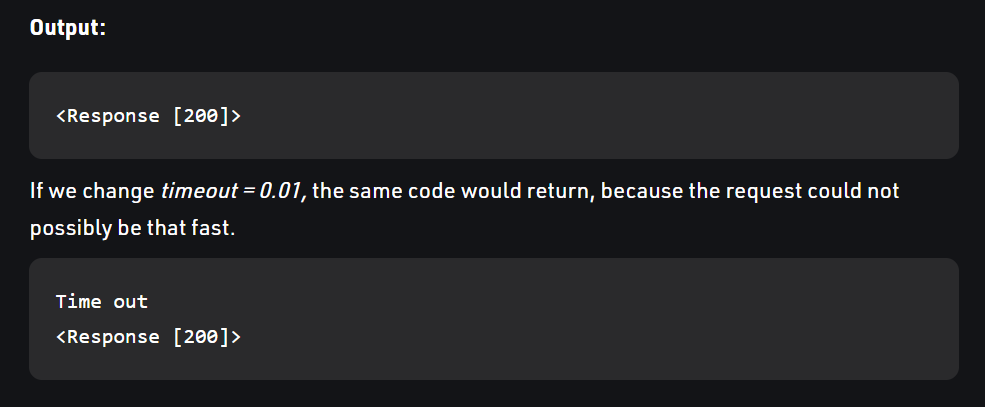 Output:
<Response [200]>
If we change timeout = 0.01, the same code would return, because the request could not
possibly be that fast.
Time out
<Response [200]>